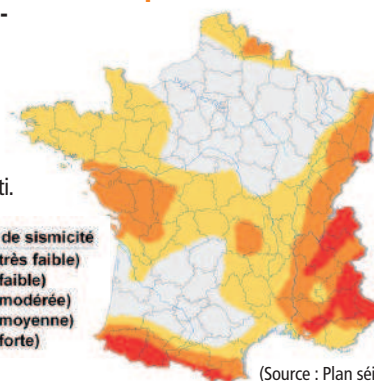 -
ti.
de sismicité
très faible)
faible)
modérée)
moyenne)
forte)
(Source : Plan séi